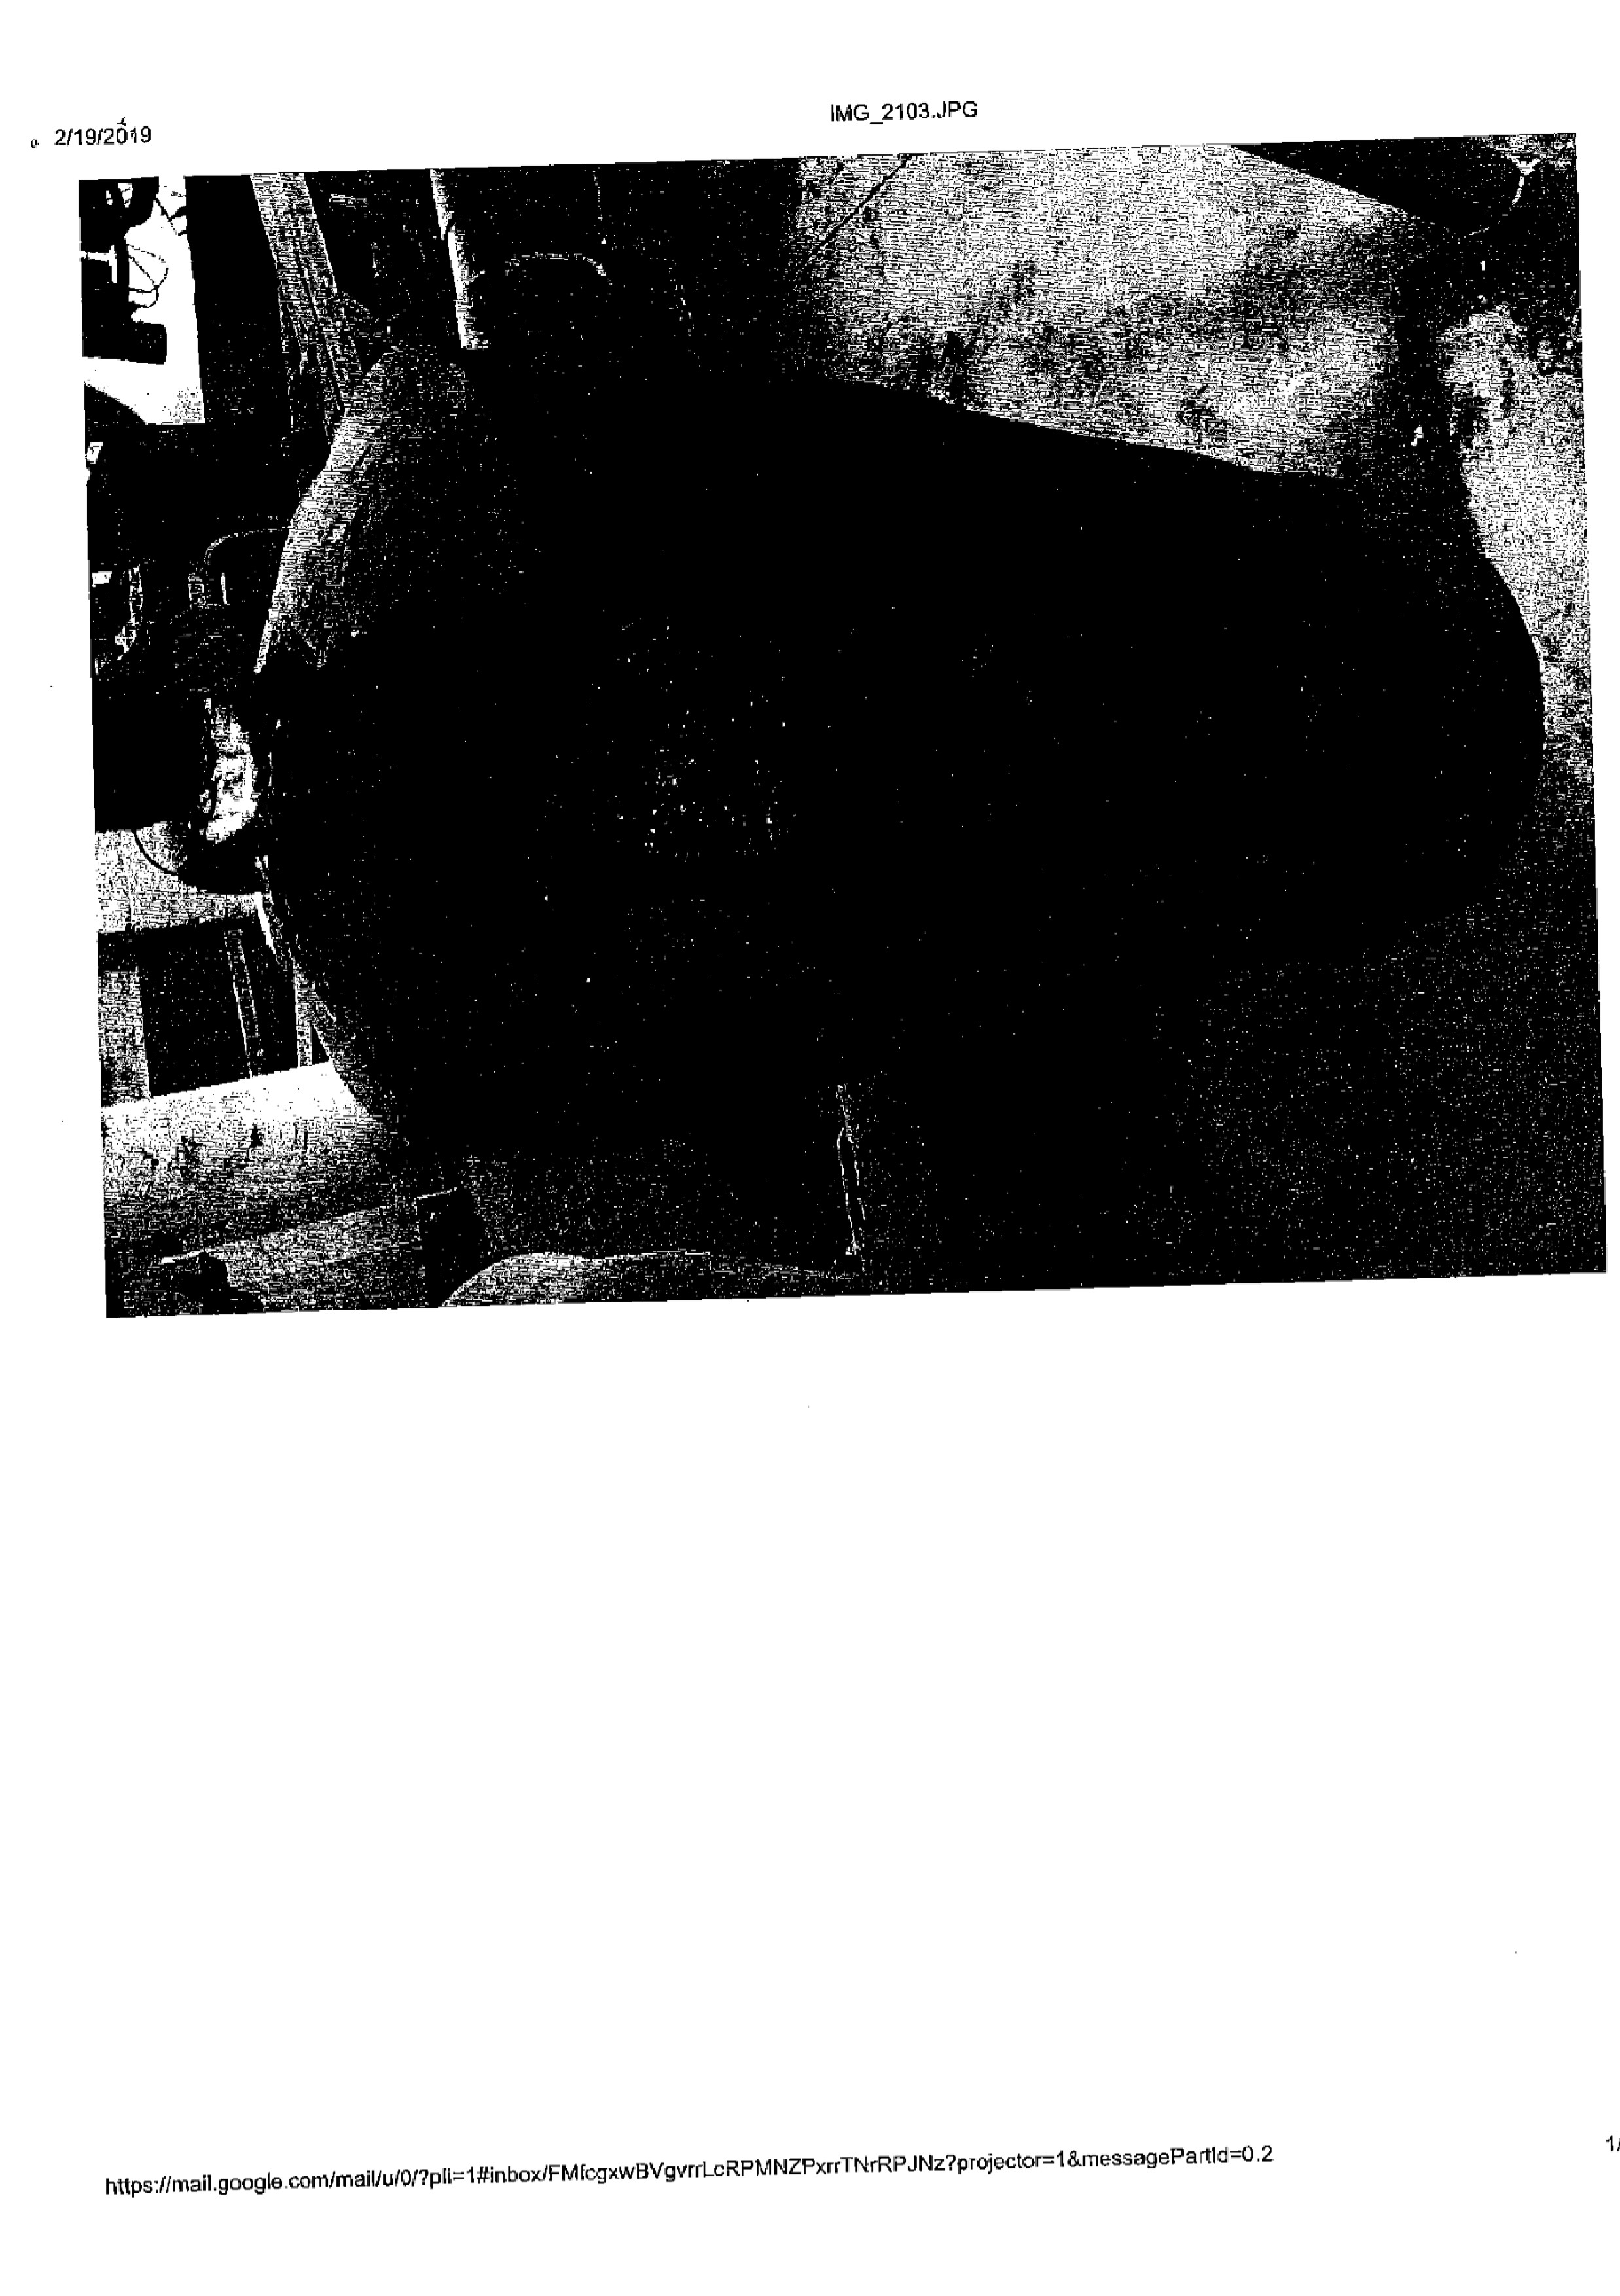 2/19/2019
IMG_2103.JPG
https://mail.google.com/mail/u/0/?pli=1#inbox/FMfcgxwBVgvrrLcRPMNZPxrrTNrRPJNz?projector=1&messagePartId=0.2
1/